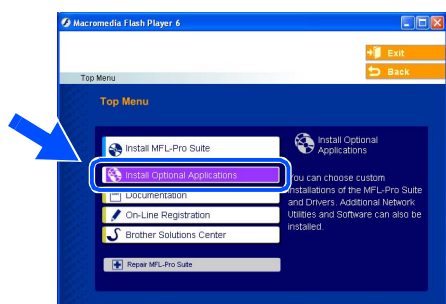 Macromedia Flash Player 6
Exit
Back
Top Menu
Top Menu
Install MFL-Pro Suite
Install Optional Applications
Documentation
On-Line Registration
Brother Solutions Center
Repair MFL-Pro Suite
Install Optional
Applications
You can choose custom
installations of the MFL-Pro Suite
and Drivers. Additional Network
Utilities and Software can also be
installed.